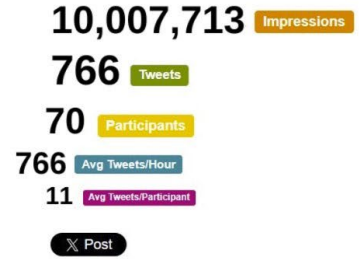 10,007,713 Impressions
766 Tweets
70 Participants
766 Avg Tweets/Hour
11 Avg Tweets/Participant
X Post